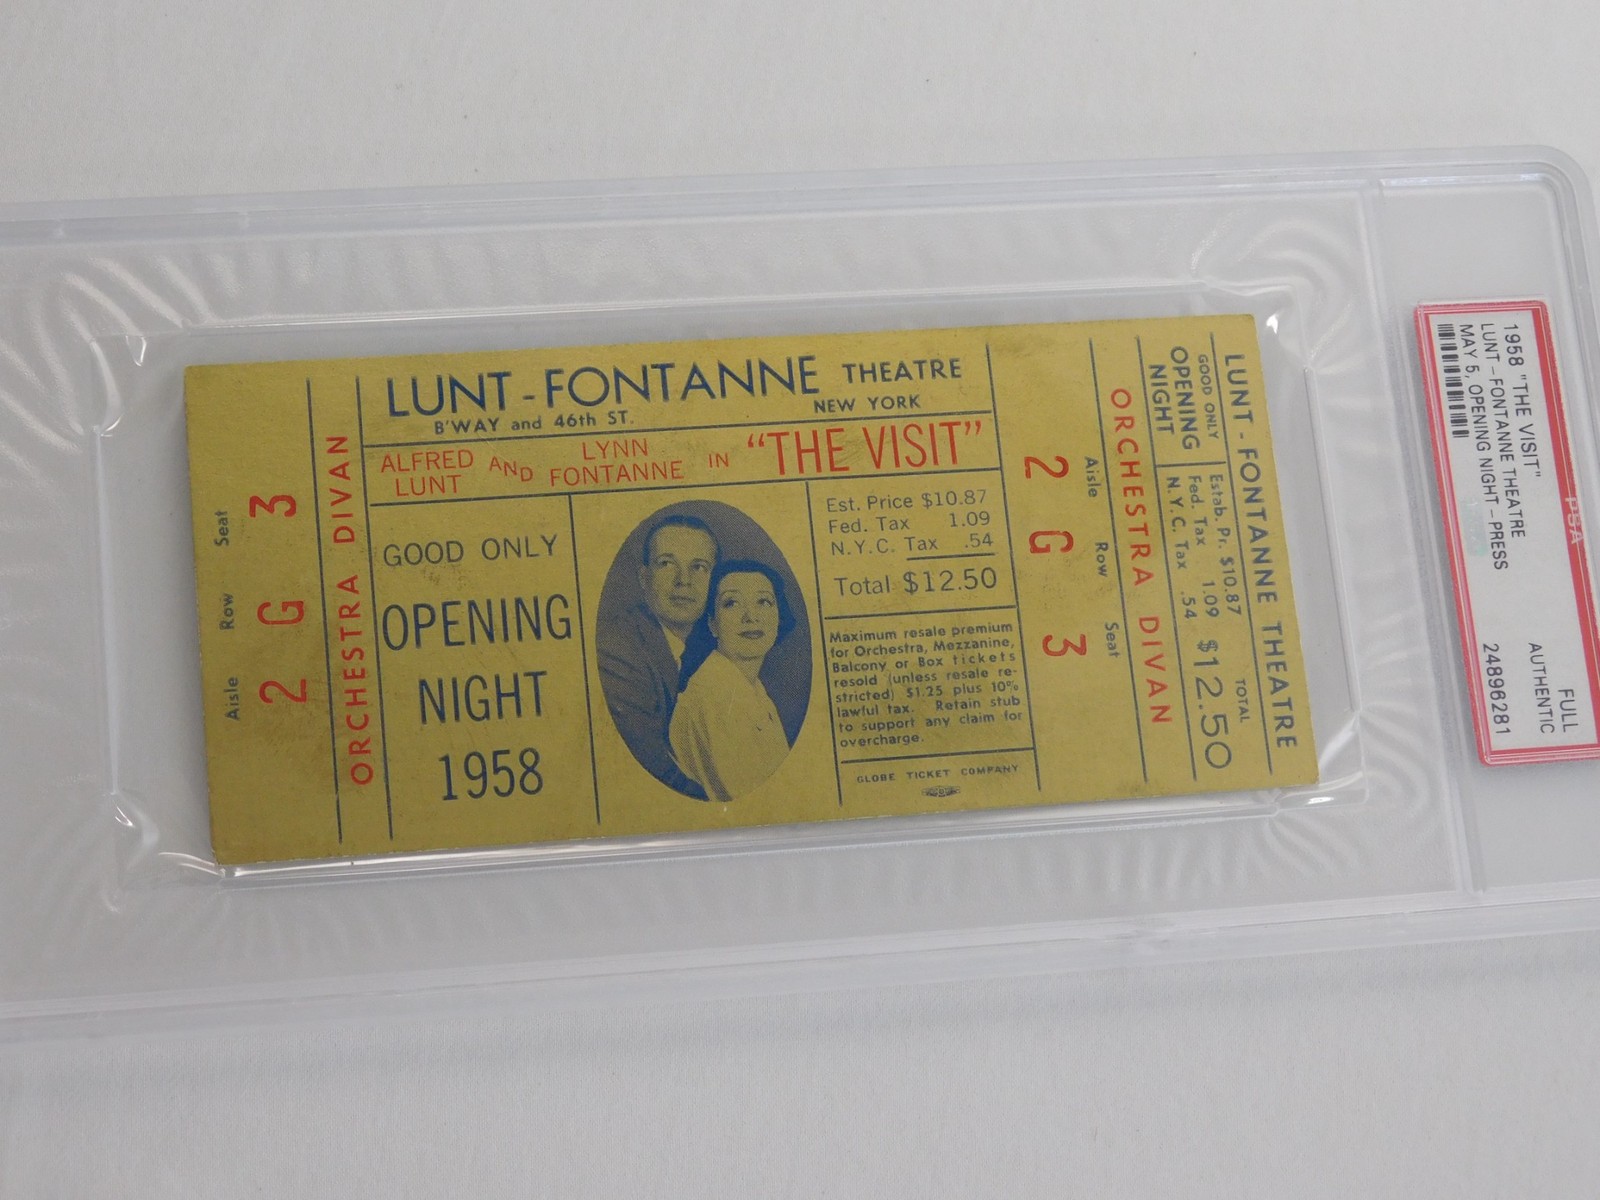 Seat 3
Row G
Aisle 2
ORCHESTRA DIVAN
LUNT-FONTANNE THEATRE
B'WAY and 46th ST. NEW YORK
ALFRED LUNT AND LYNN FONTANNE IN "THE VISIT"
GOOD ONLY
OPENING
NIGHT
1958
Est. Price $10.87
Fed. Tax 1.09
N.Y.C. Tax .54
Total $12.50
Maximum resale premium
for Orchestra, Mezzanine,
Balcony or Box tickets
resold (unless resale re-
stricted) $1.25 plus 10%
lawful tax. Retain stub
to support any claim for
overcharge.
GLOBE TICKET COMPANY
Aisle Row Seat
2 G 3
ORCHESTRA DIVAN
GOOD ONLY
OPENING
NIGHT
Estab. Pr. $10.87
Fed. Tax 1.09
N.Y.C. Tax .54
TOTAL
$12.50
LUNT-FONTANNE THEATRE
PSA
1958 "THE VISIT"
LUNT-FONTANNE THEATRE
MAY 5, OPENING NIGHT-PRESS
FULL
AUTHENTIC
24896281